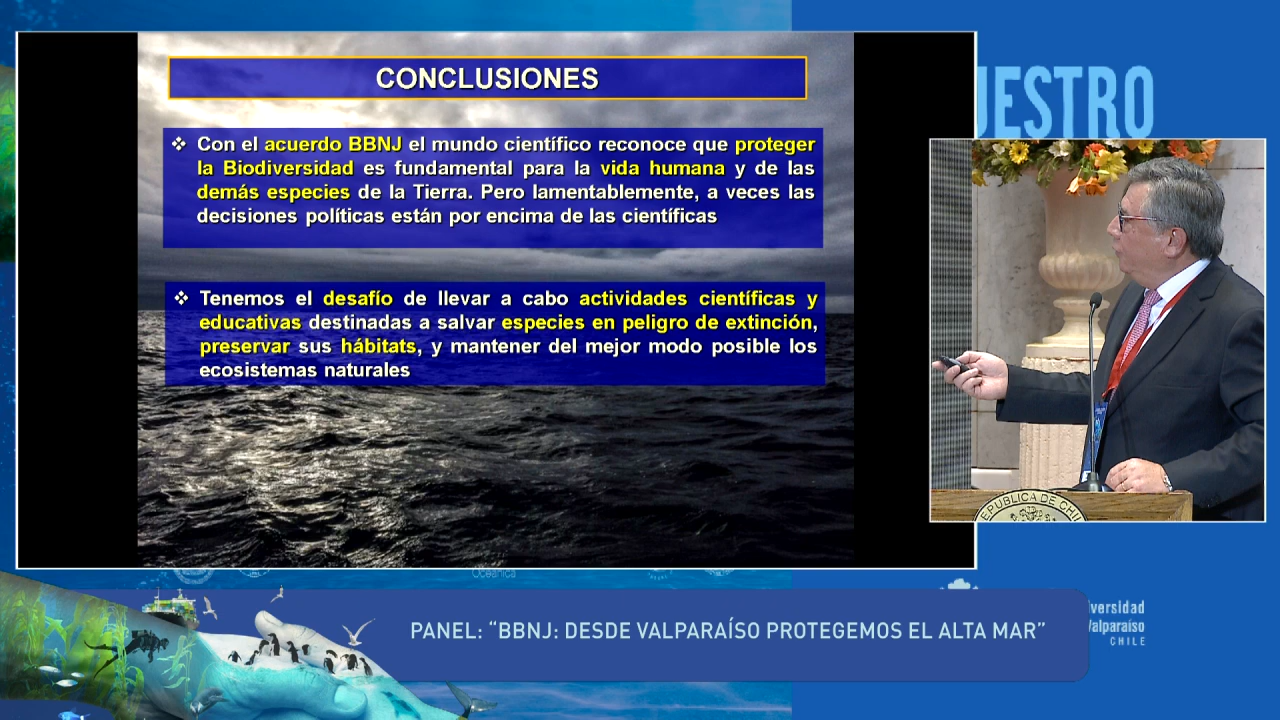 CONCLUSIONES
❖ Con el acuerdo BBNJ el mundo científico reconoce que proteger
la Biodiversidad es fundamental para la vida humana y de las
demás especies de la Tierra. Pero lamentablemente, a veces las
decisiones políticas están por encima de las científicas
❖ Tenemos el desafío de llevar a cabo actividades científicas y
educativas destinadas a salvar especies en peligro de extinción,
preservar sus hábitats, y mantener del mejor modo posible los
ecosistemas naturales
UESTRO
EPUBLICA DE CHI
Oceánica
PANEL: “BBNJ: DESDE VALPARAÍSO PROTEGEMOS EL ALTA MAR”
iversidad
Valparaíso
CHILE